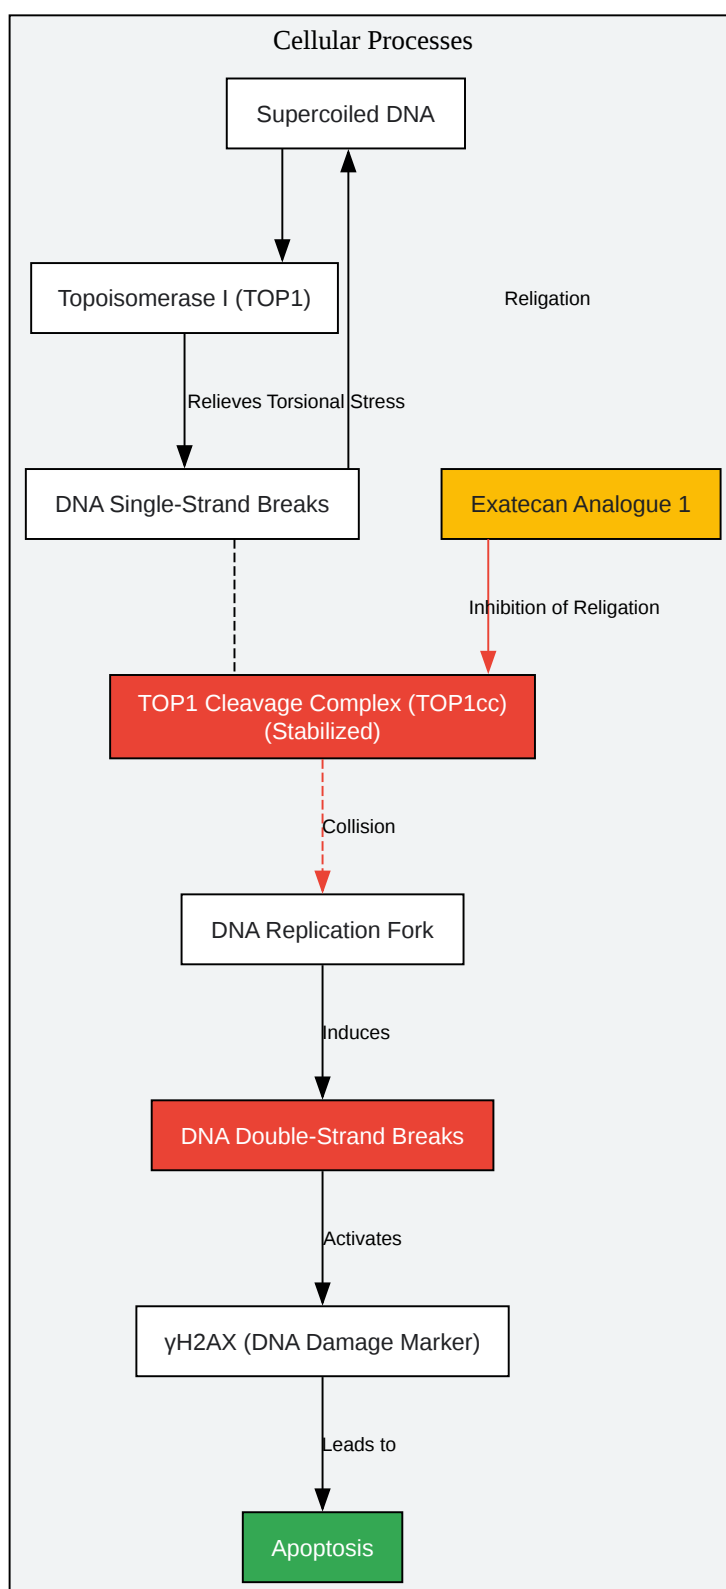 Cellular Processes
Supercoiled DNA
Topoisomerase I (TOP1)
Religation
Relieves Torsional Stress
DNA Single-Strand Breaks
Exatecan Analogue 1
Inhibition of Religation
TOP1 Cleavage Complex (TOP1cc)
(Stabilized)
Collision
DNA Replication Fork
Induces
DNA Double-Strand Breaks
Activates
γH2AX (DNA Damage Marker)
Leads to
Apoptosis